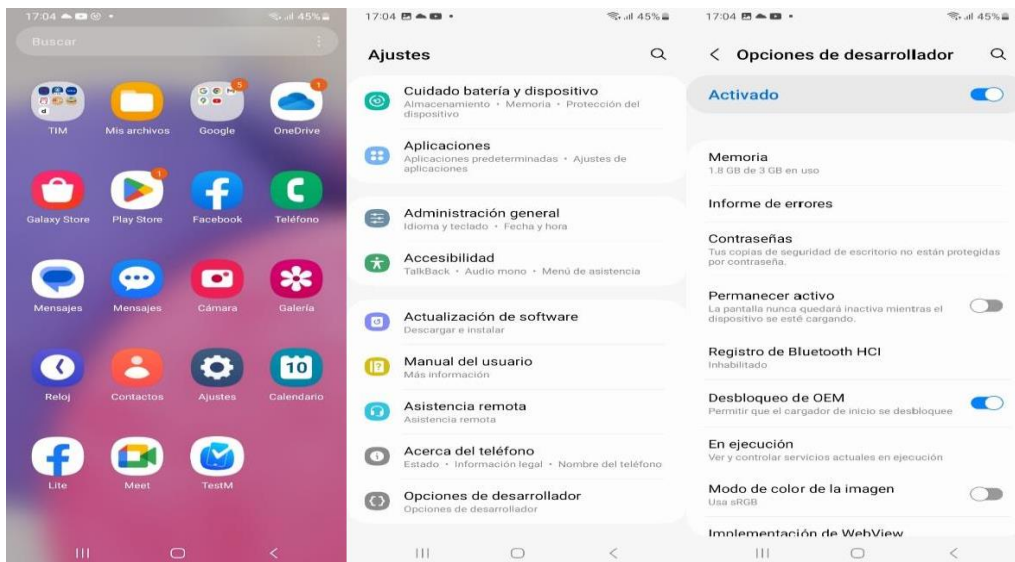 17:04 45%
Buscar
5
1
TIM Mis archivos Google OneDrive
1
Galaxy Store Play Store Facebook Teléfono
Mensajes Mensajes Cámara Galería
10
Reloj Contactos Ajustes Calendario
Lite Meet TestM
17:04 45%
Ajustes
Cuidado batería y dispositivo
Almacenamiento • Memoria • Protección del
dispositivo
Aplicaciones
Aplicaciones predeterminadas • Ajustes de
aplicaciones
Administración general
Idioma y teclado • Fecha y hora
Accesibilidad
TalkBack • Audio mono • Menú de asistencia
Actualización de software
Descargar e instalar
Manual del usuario
Más información
Asistencia remota
Asistencia remota
Acerca del teléfono
Estado • Información legal • Nombre del teléfono
Opciones de desarrollador
Opciones de desarrollador
17:04 45%
Opciones de desarrollador
Activado
Memoria
1.8 GB de 3 GB en uso
Informe de errores
Contraseñas
Tus copias de seguridad de escritorio no están protegidas
por contraseña.
Permanecer activo
La pantalla nunca quedará inactiva mientras el
dispositivo se esté cargando.
Registro de Bluetooth HCI
Inhabilitado
Desbloqueo de OEM
Permitir que el cargador de inicio se desbloquee
En ejecución
Ver y controlar servicios actuales en ejecución
Modo de color de la imagen
Usa sRGB
Implementación de WebView